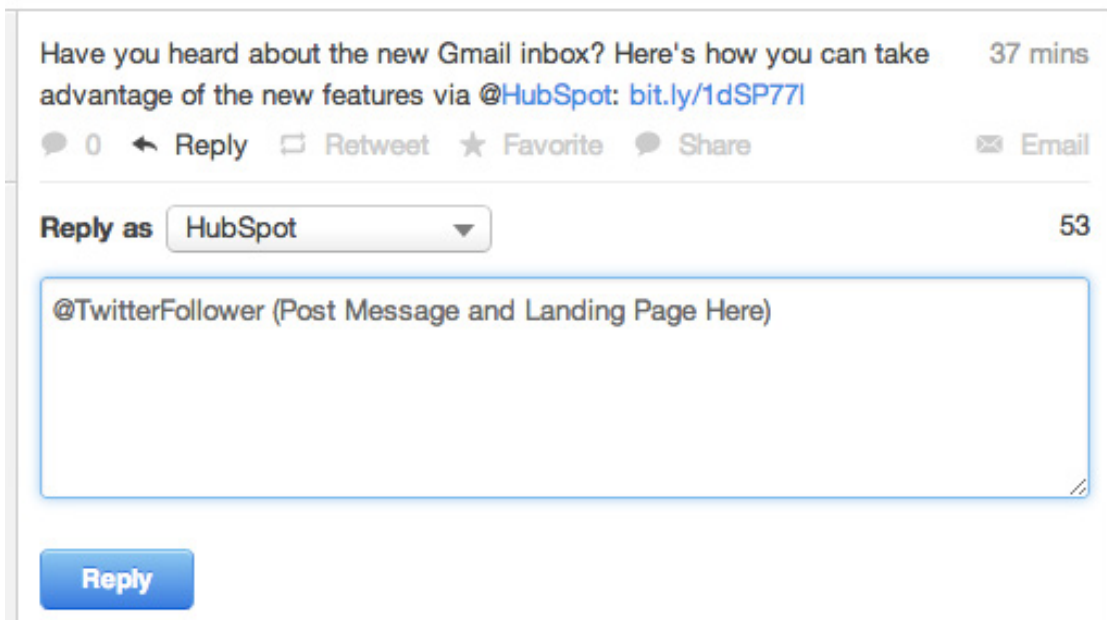 Have you heard about the new Gmail inbox? Here's how you can take 37 mins
advantage of the new features via @HubSpot: bit.ly/1dSP77l
0 Reply Retweet Favorite Share Email
Reply as HubSpot 53
@TwitterFollower (Post Message and Landing Page Here)
Reply